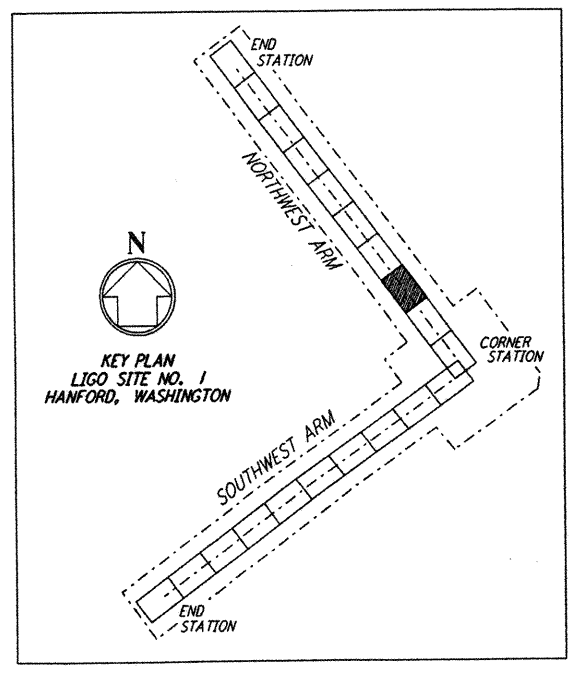 END
STATION
NORTHWEST ARM
N
KEY PLAN
LIGO SITE NO. 1
HANFORD, WASHINGTON
CORNER
STATION
SOUTHWEST ARM
END
STATION